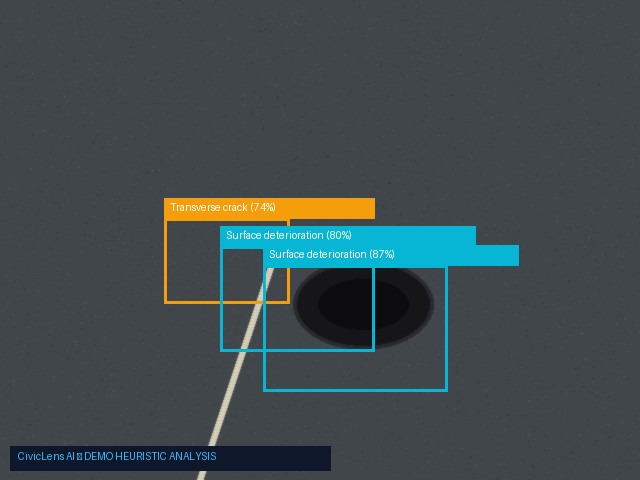 Transverse crack (74%)
Surface deterioration (80%)
Surface deterioration (87%)
CivicLens AI ▯ DEMO HEURISTIC ANALYSIS